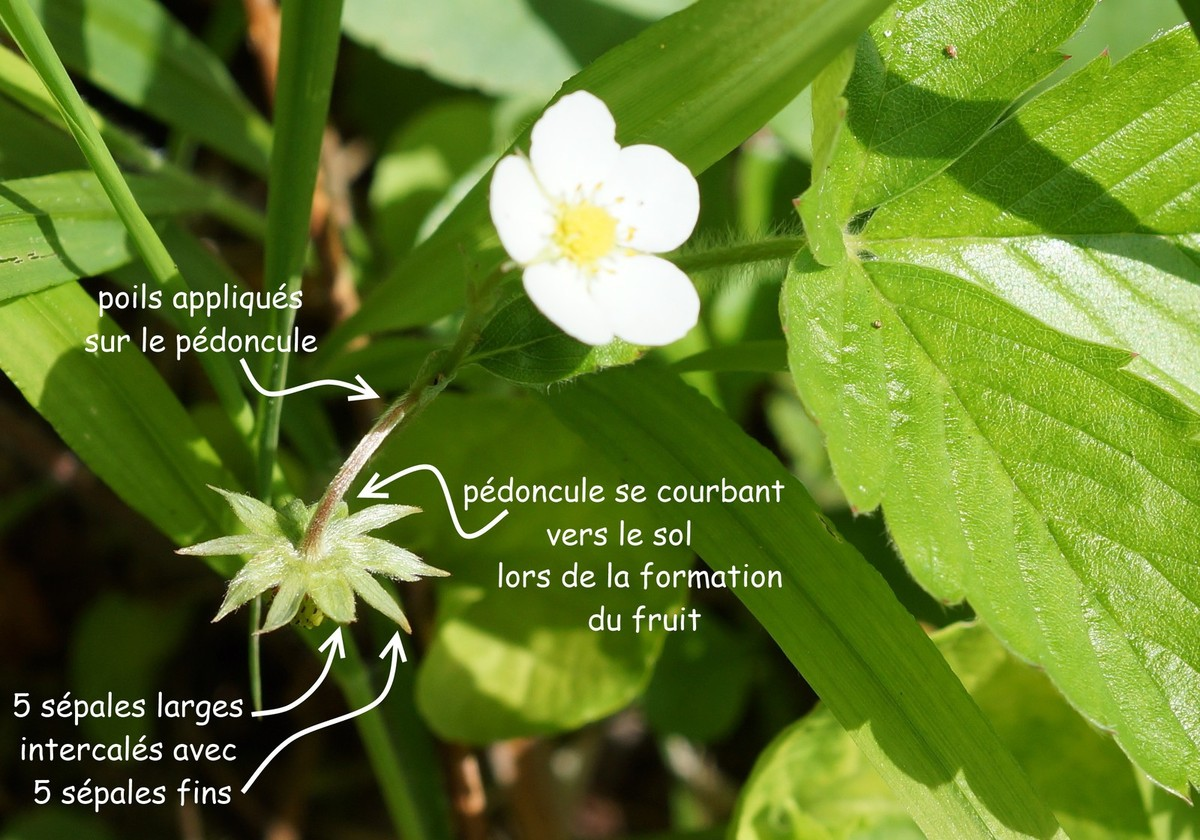 poils appliqués
sur le pédoncule
pédoncule se courbant
vers le sol
lors de la formation
du fruit
5 sépales larges
intercalés avec
5 sépales fins